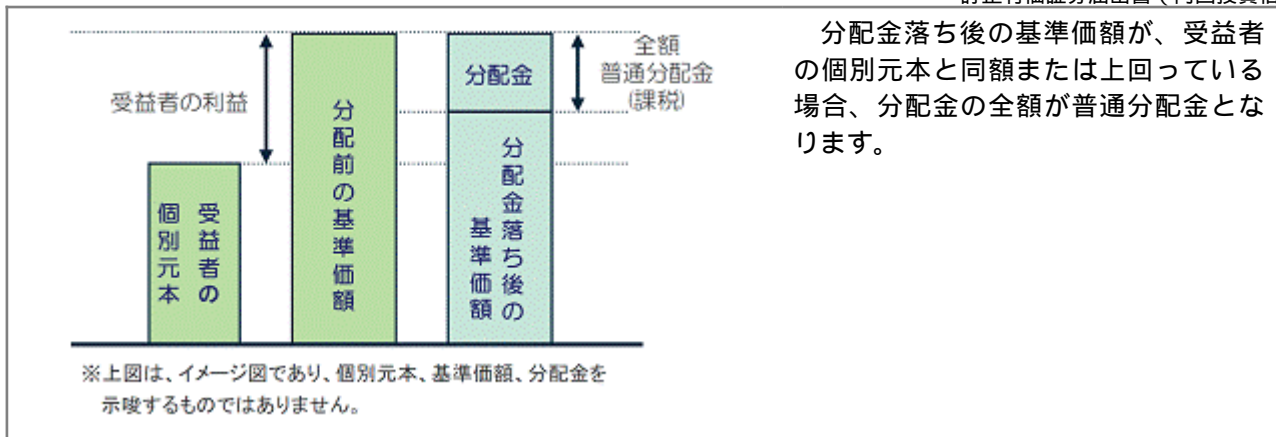 分配金落ち後の基準価額が、受益者
の個別元本と同額または上回っている
場合、分配金の全額が普通分配金とな
ります。
受益者の利益
受益者の
個別元本
分配前の基準価額
分配金
分配金落ち後の
基準価額
全額
普通分配金
(課税)
※上図は、イメージ図であり、個別元本、基準価額、分配金を
示唆するものではありません。